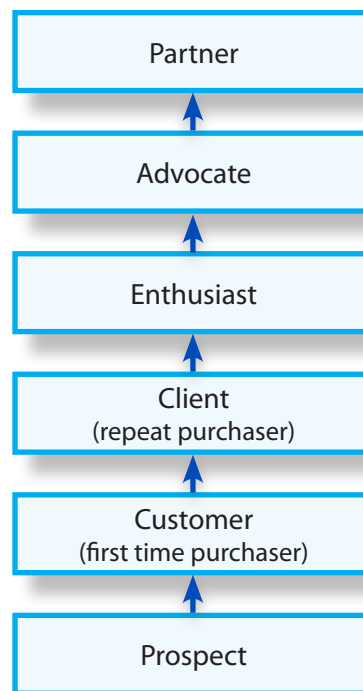 Partner
Advocate
Enthusiast
Client
(repeat purchaser)
Customer
(first time purchaser)
Prospect